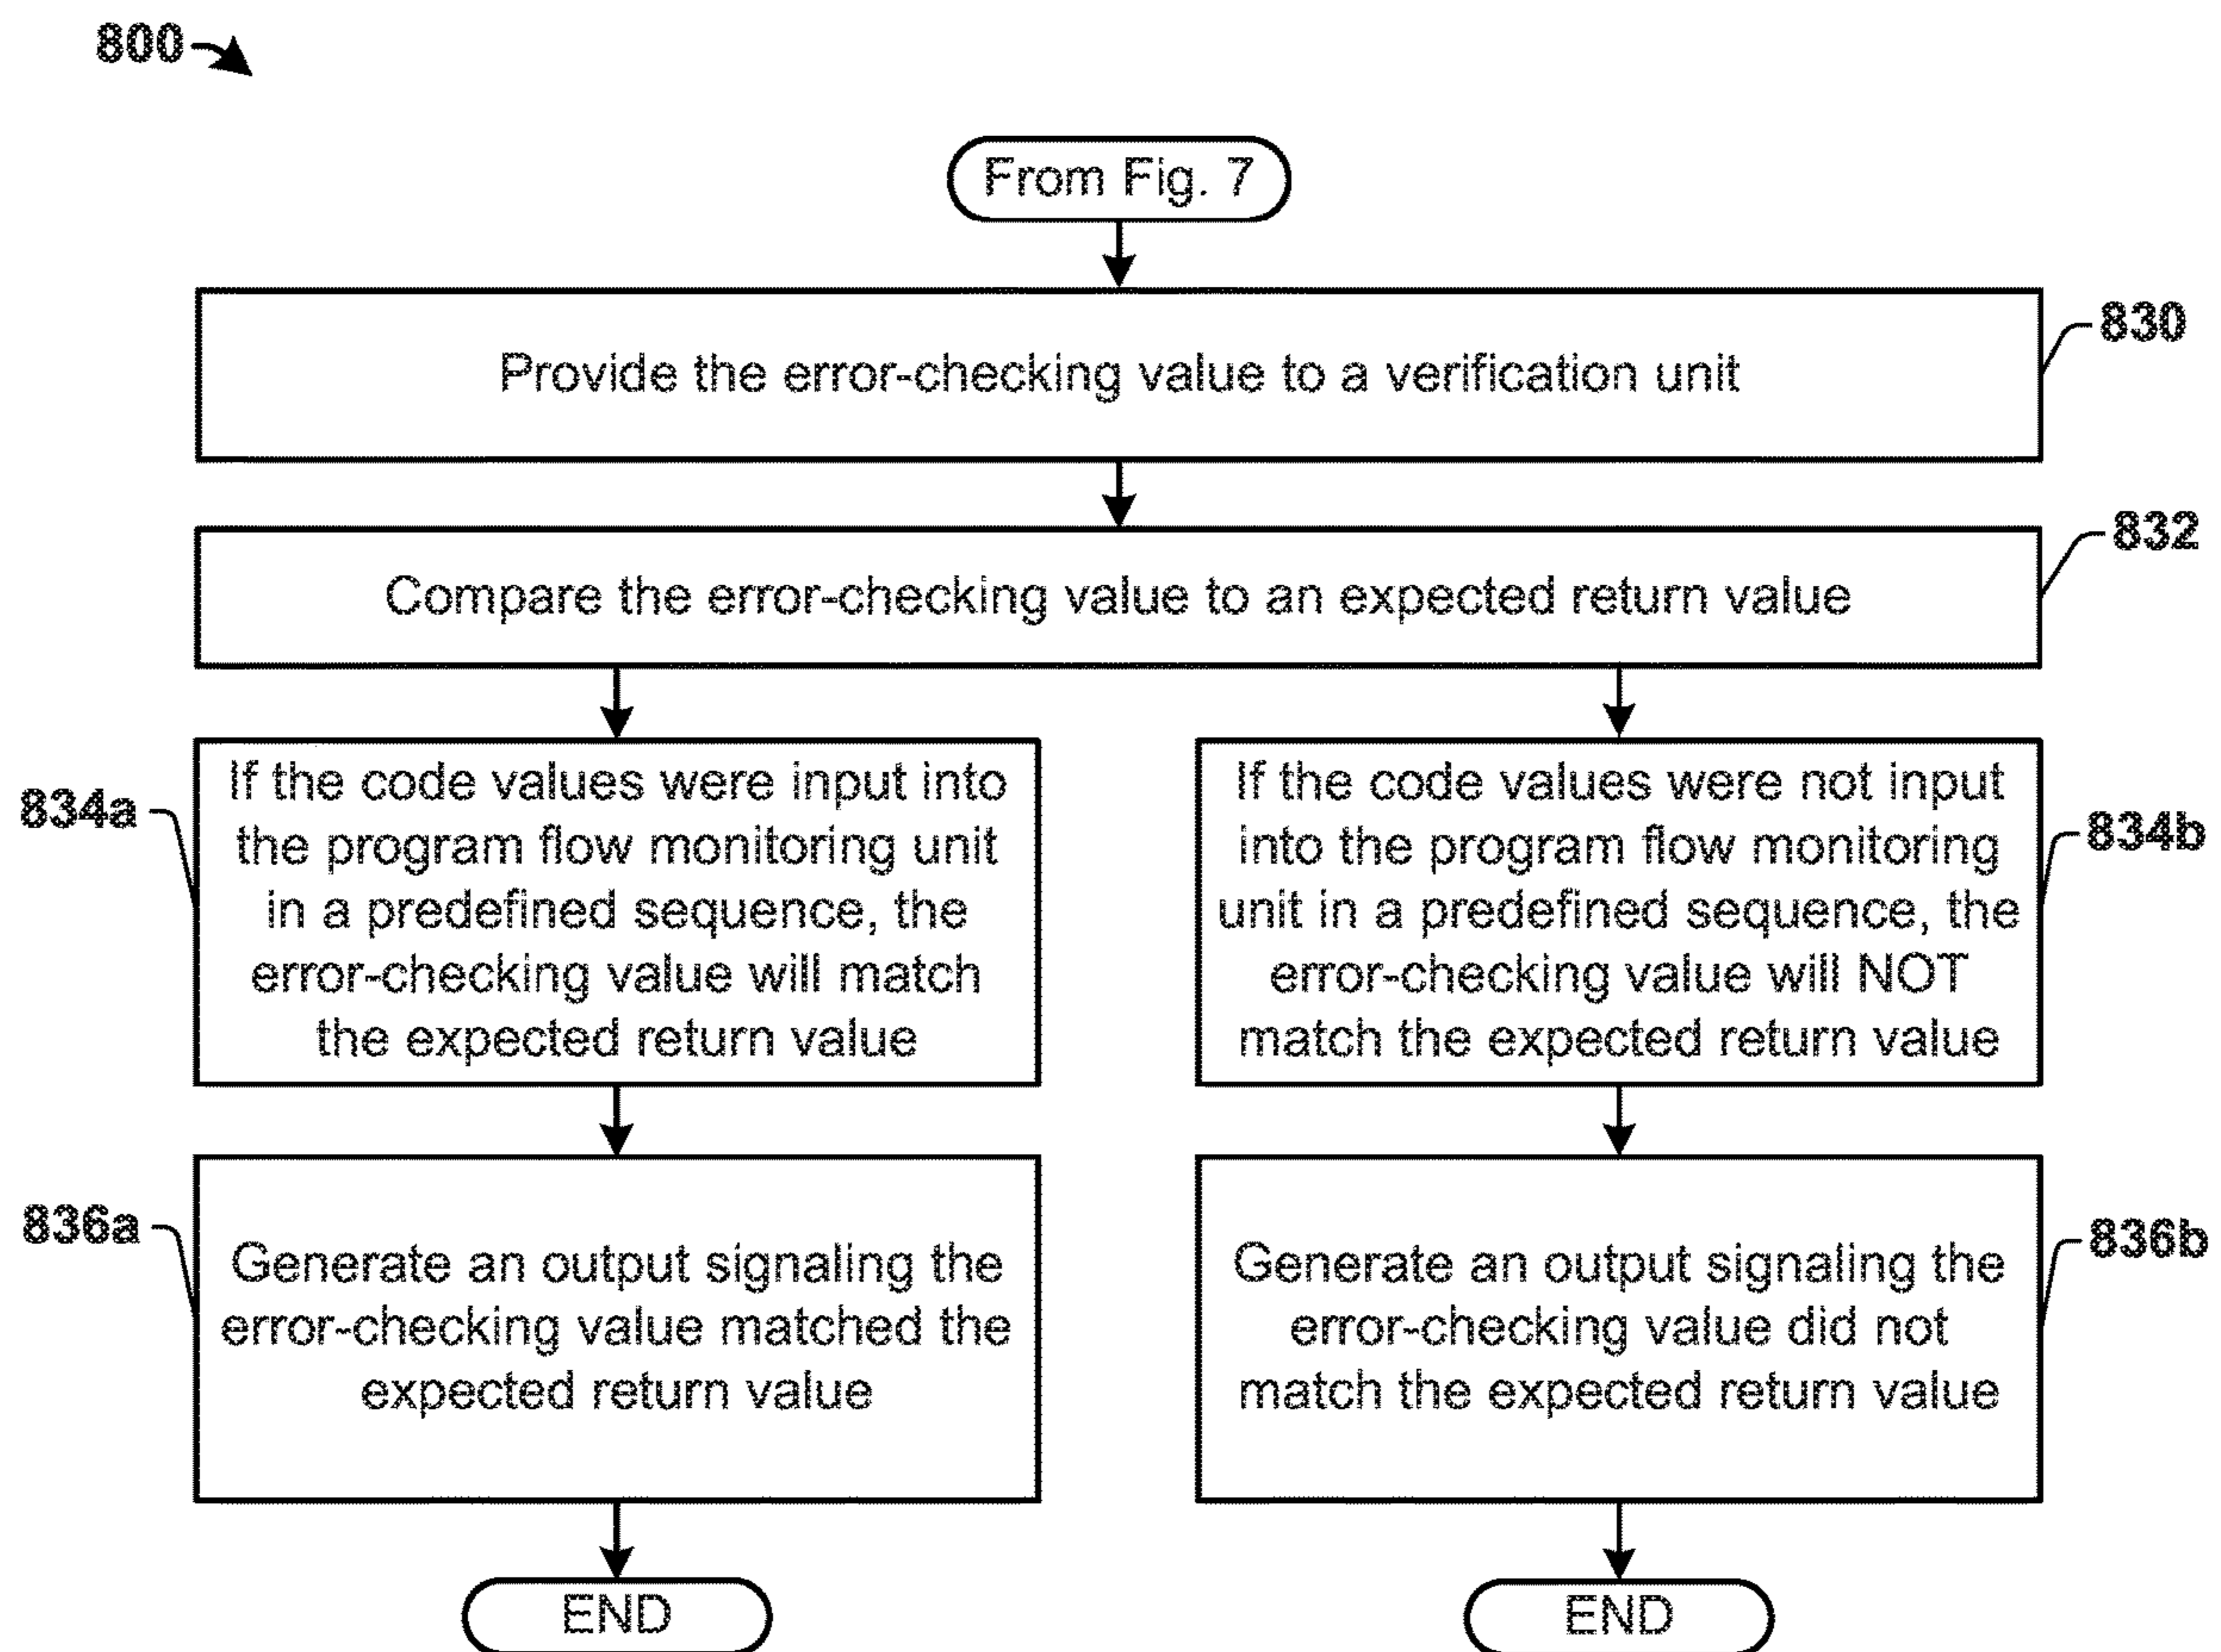 800
From Fig. 7
Provide the error-checking value to a verification unit
830
Compare the error-checking value to an expected return value
832
834a
If the code values were input into
the program flow monitoring unit
in a predefined sequence, the
error-checking value will match
the expected return value
If the code values were not input
into the program flow monitoring
unit in a predefined sequence, the
error-checking value will NOT
match the expected return value
834b
836a
Generate an output signaling the
error-checking value matched the
expected return value
Generate an output signaling the
error-checking value did not
match the expected return value
836b
END
END